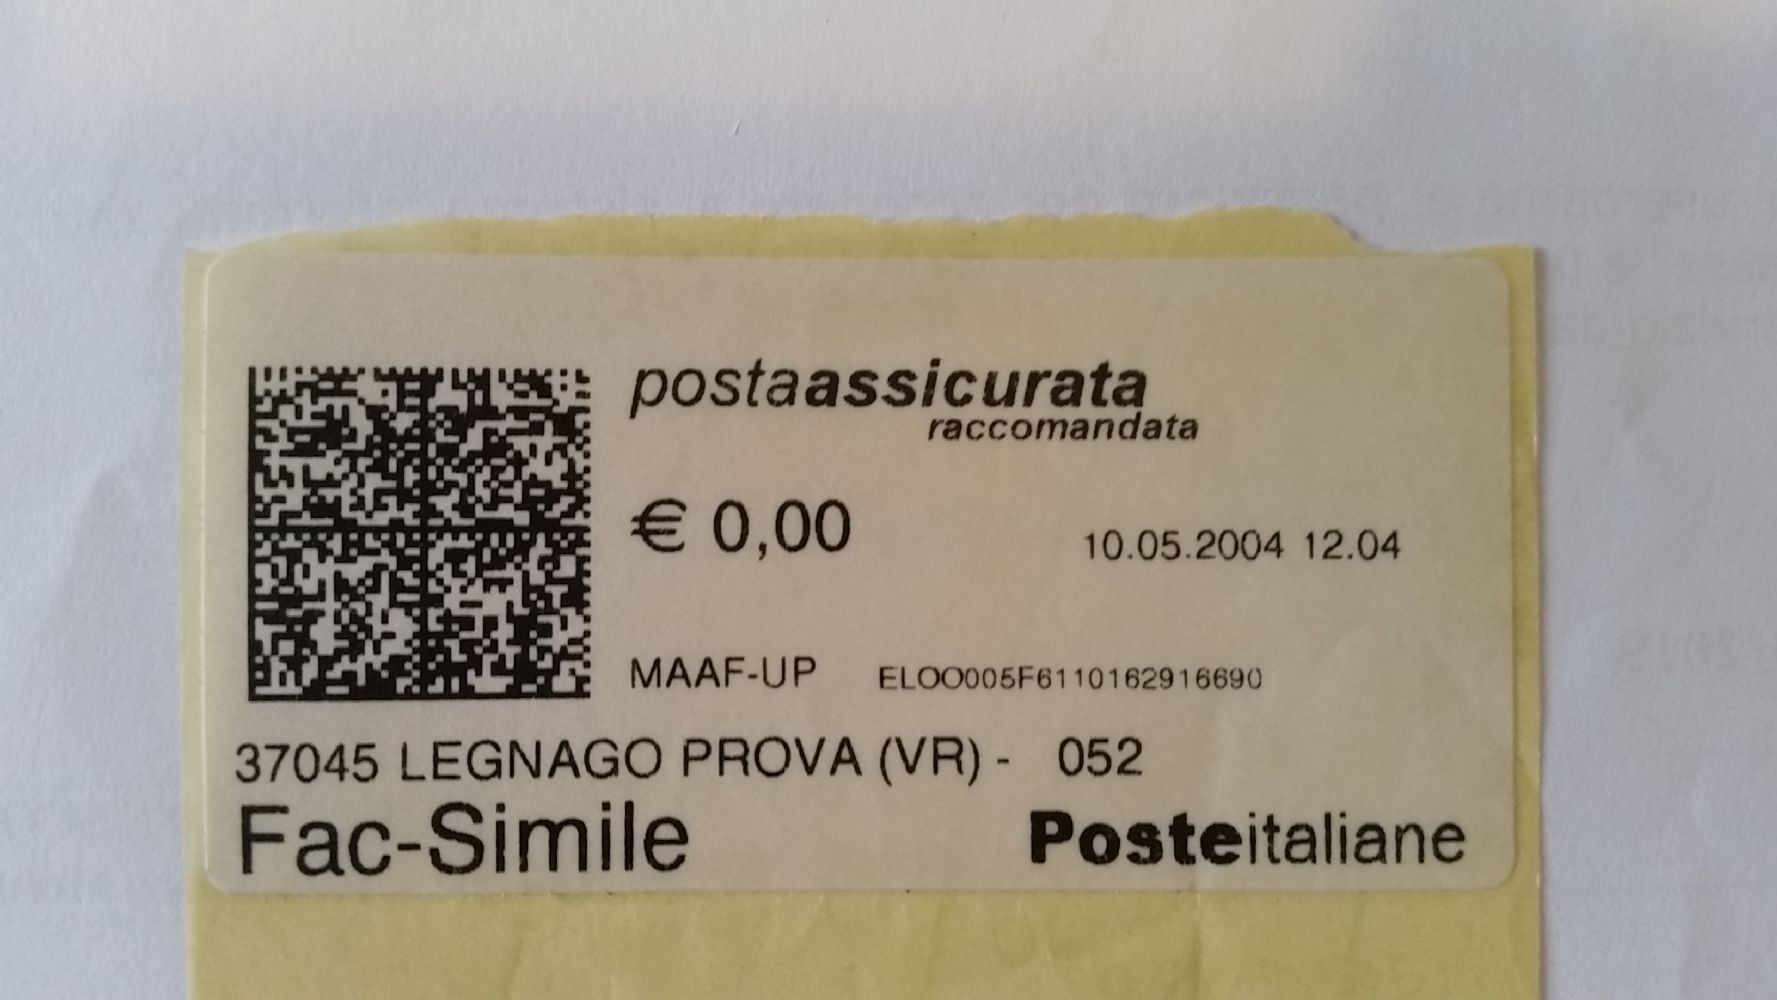 postaassicurata
raccomandata
€ 0,00
10.05.2004 12.04
MAAF-UP ELOO005F6110162916690
37045 LEGNAGO PROVA (VR) - 052
Fac-Simile
Posteitaliane